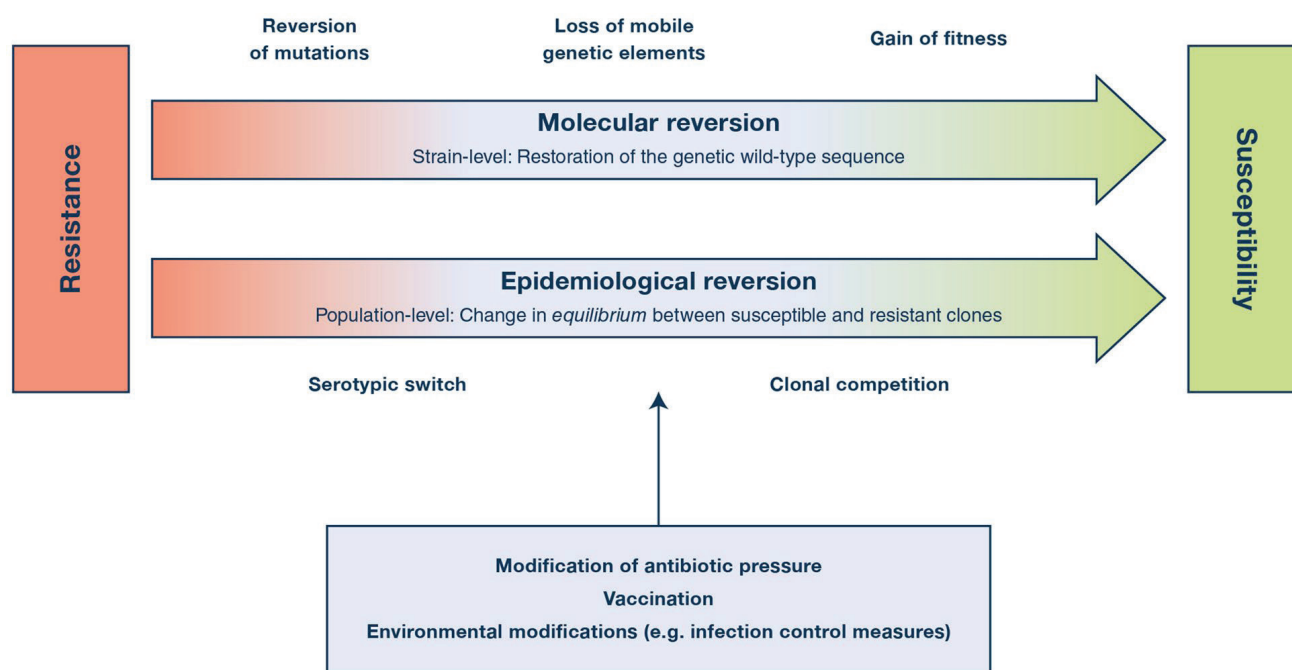 Reversion
of mutations
Loss of mobile
genetic elements
Gain of fitness
Resistance
Molecular reversion
Strain-level: Restoration of the genetic wild-type sequence
Susceptibility
Epidemiological reversion
Population-level: Change in equilibrium between susceptible and resistant clones
Serotypic switch
Clonal competition
Modification of antibiotic pressure
Vaccination
Environmental modifications (e.g. infection control measures)